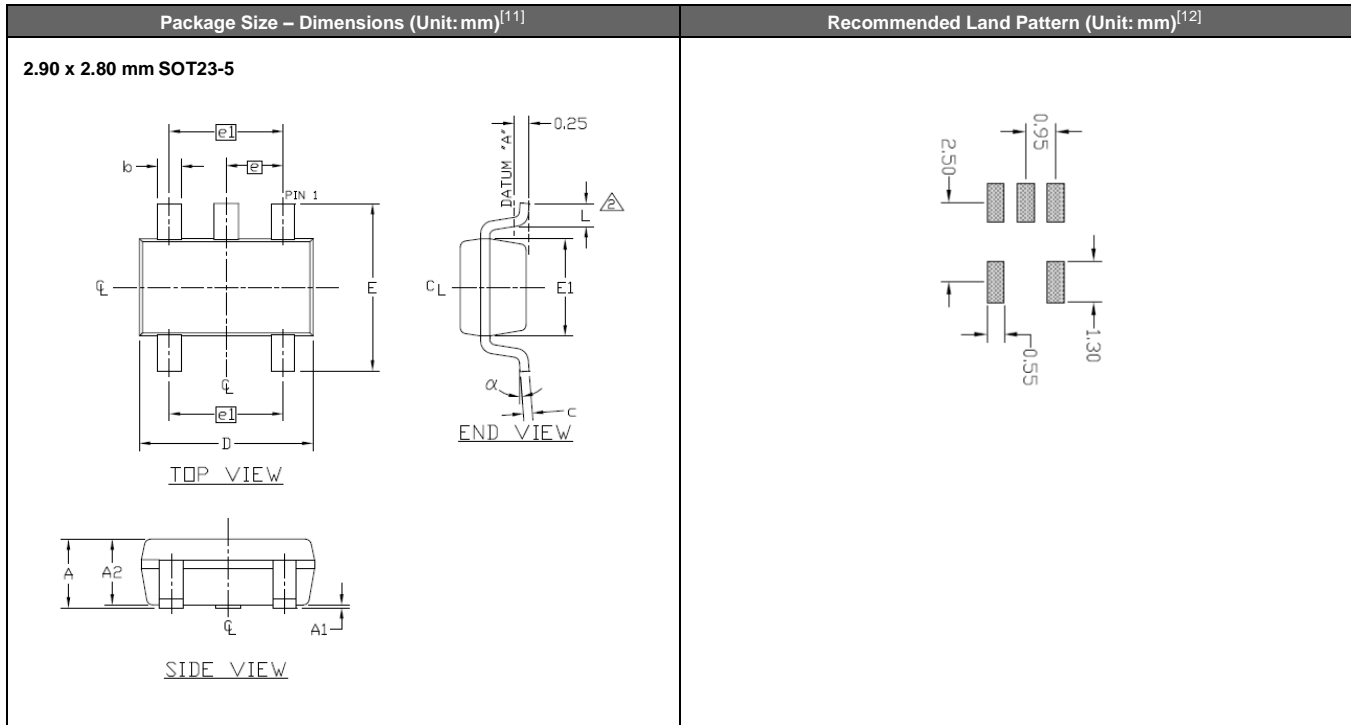 Package Size – Dimensions (Unit: mm)[11]
Recommended Land Pattern (Unit: mm)[12]
2.90 x 2.80 mm SOT23-5
e1
b
e
PIN 1
℄
E
℄
e1
D
TOP VIEW
DATUM "A"
0.25
L
2
CL
E1
α
c
END VIEW
A
A2
℄
A1
SIDE VIEW
0.95
2.50
1.30
0.55